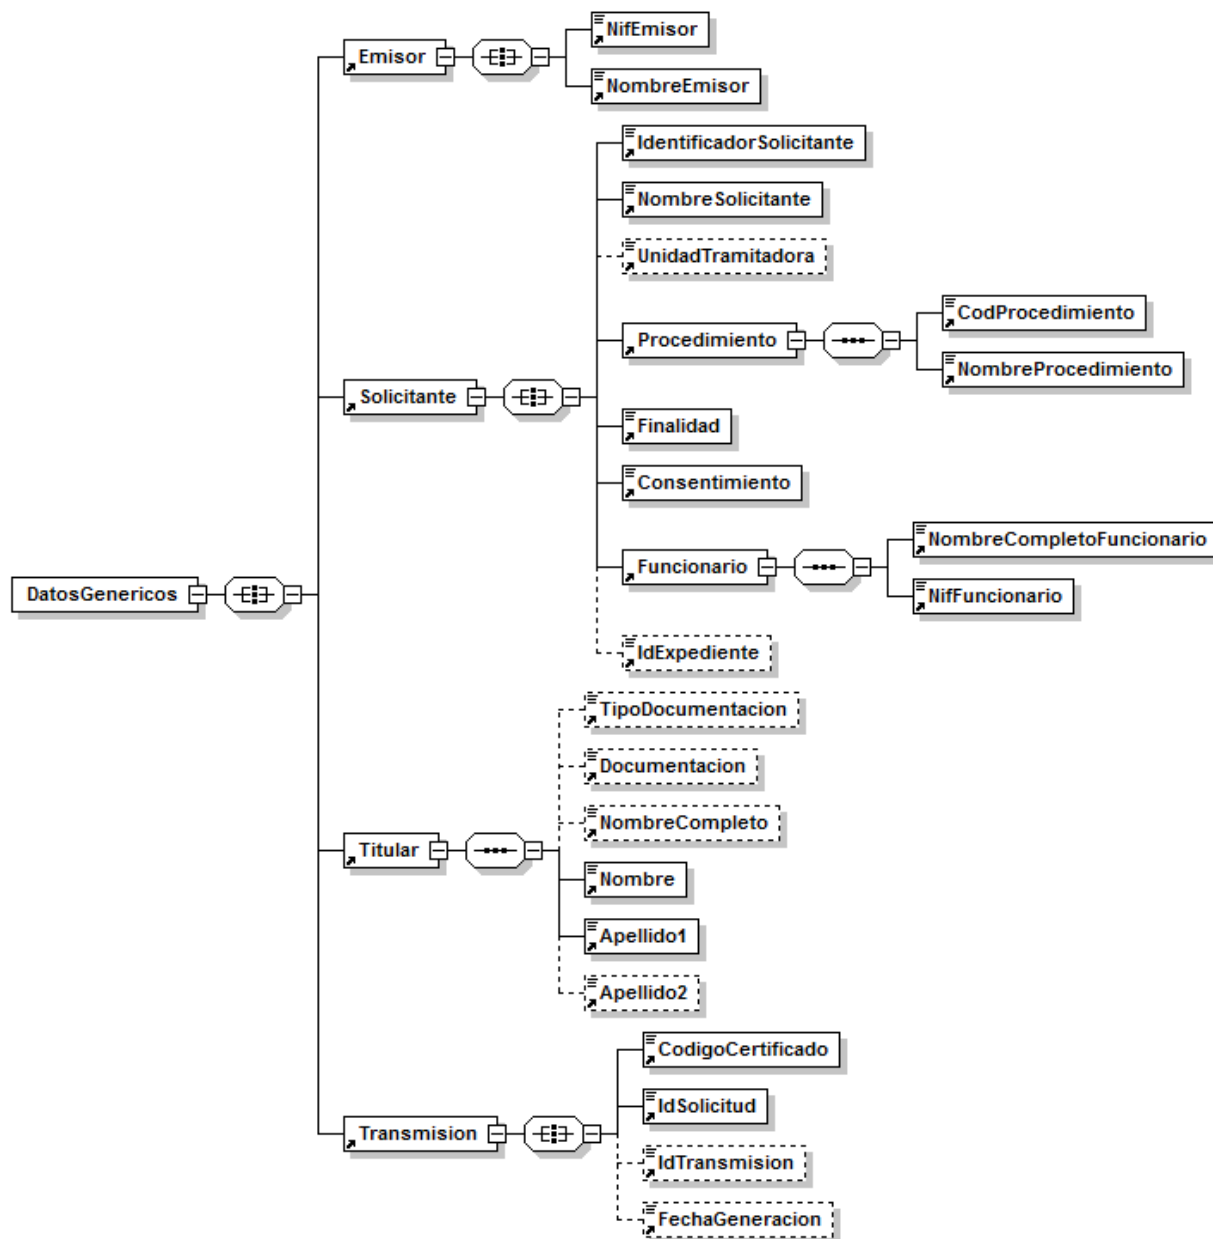 DatosGenericos
Emisor
NifEmisor
NombreEmisor
Solicitante
IdentificadorSolicitante
NombreSolicitante
UnidadTramitadora
Procedimiento
CodProcedimiento
NombreProcedimiento
Finalidad
Consentimiento
Funcionario
NombreCompletoFuncionario
NifFuncionario
IdExpediente
Titular
TipoDocumentacion
Documentacion
NombreCompleto
Nombre
Apellido1
Apellido2
Transmision
CodigoCertificado
IdSolicitud
IdTransmision
FechaGeneracion